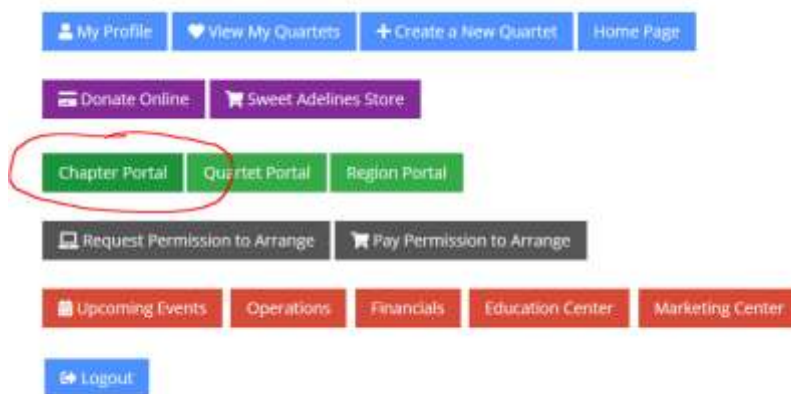 My Profile View My Quartets Create a New Quartet Home Page
Donate Online Sweet Adelines Store
Chapter Portal Quartet Portal Region Portal
Request Permission to Arrange Pay Permission to Arrange
Upcoming Events Operations Financials Education Center Marketing Center
Logout